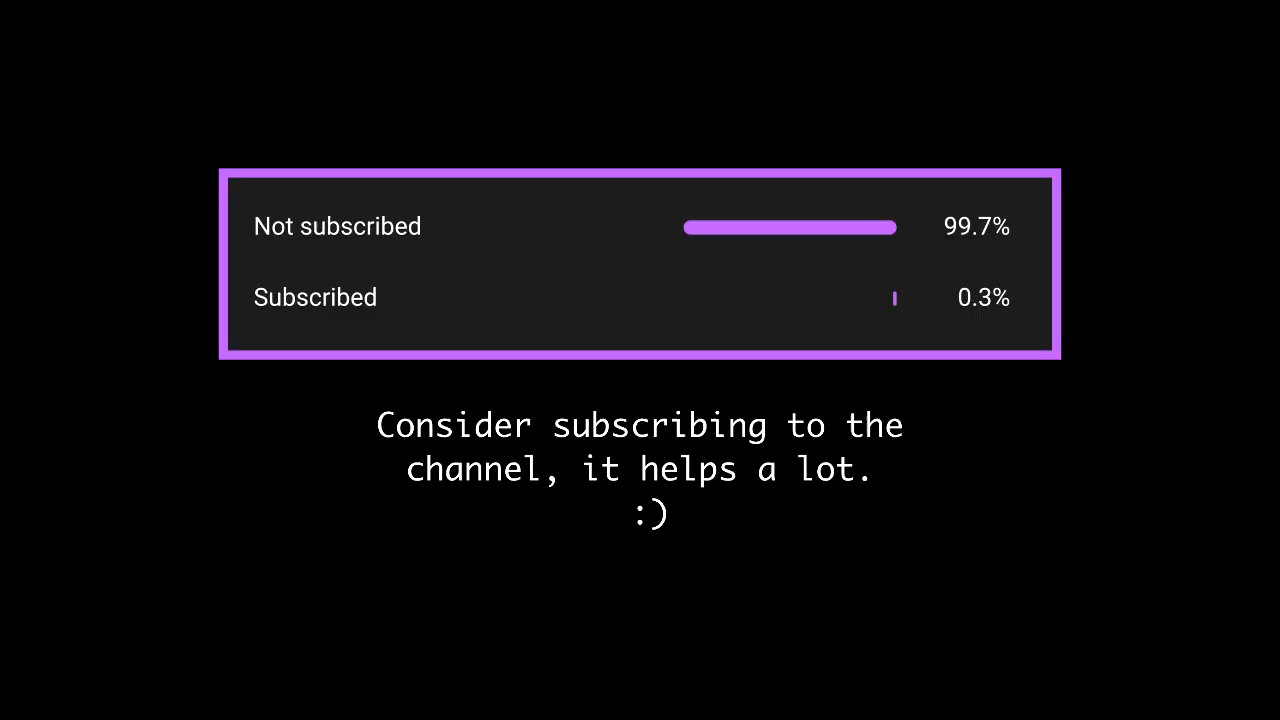 Not subscribed 99.7%
Subscribed 0.3%
Consider subscribing to the
channel, it helps a lot.
:)